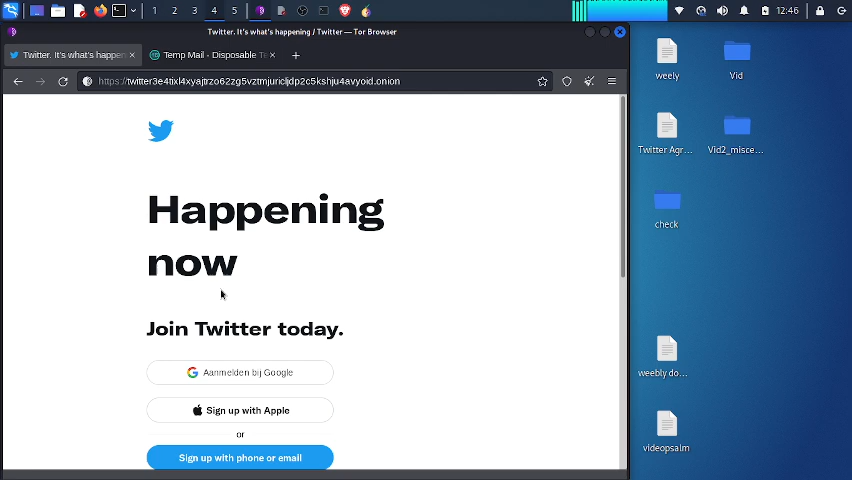 1 2 3 4 5
12:46
Twitter. It's what's happening / Twitter — Tor Browser
Twitter. It's what's happen
Temp Mail - Disposable Te
https://twitter3e4tixl4xyajtrzo62zg5vztmjuricljdp2c5kshju4avyoid.onion
Happening
now
Join Twitter today.
Aanmelden bij Google
Sign up with Apple
or
Sign up with phone or email
weely
Vid
Twitter Agr...
Vid2_misce...
check
weebly do...
videopsalm